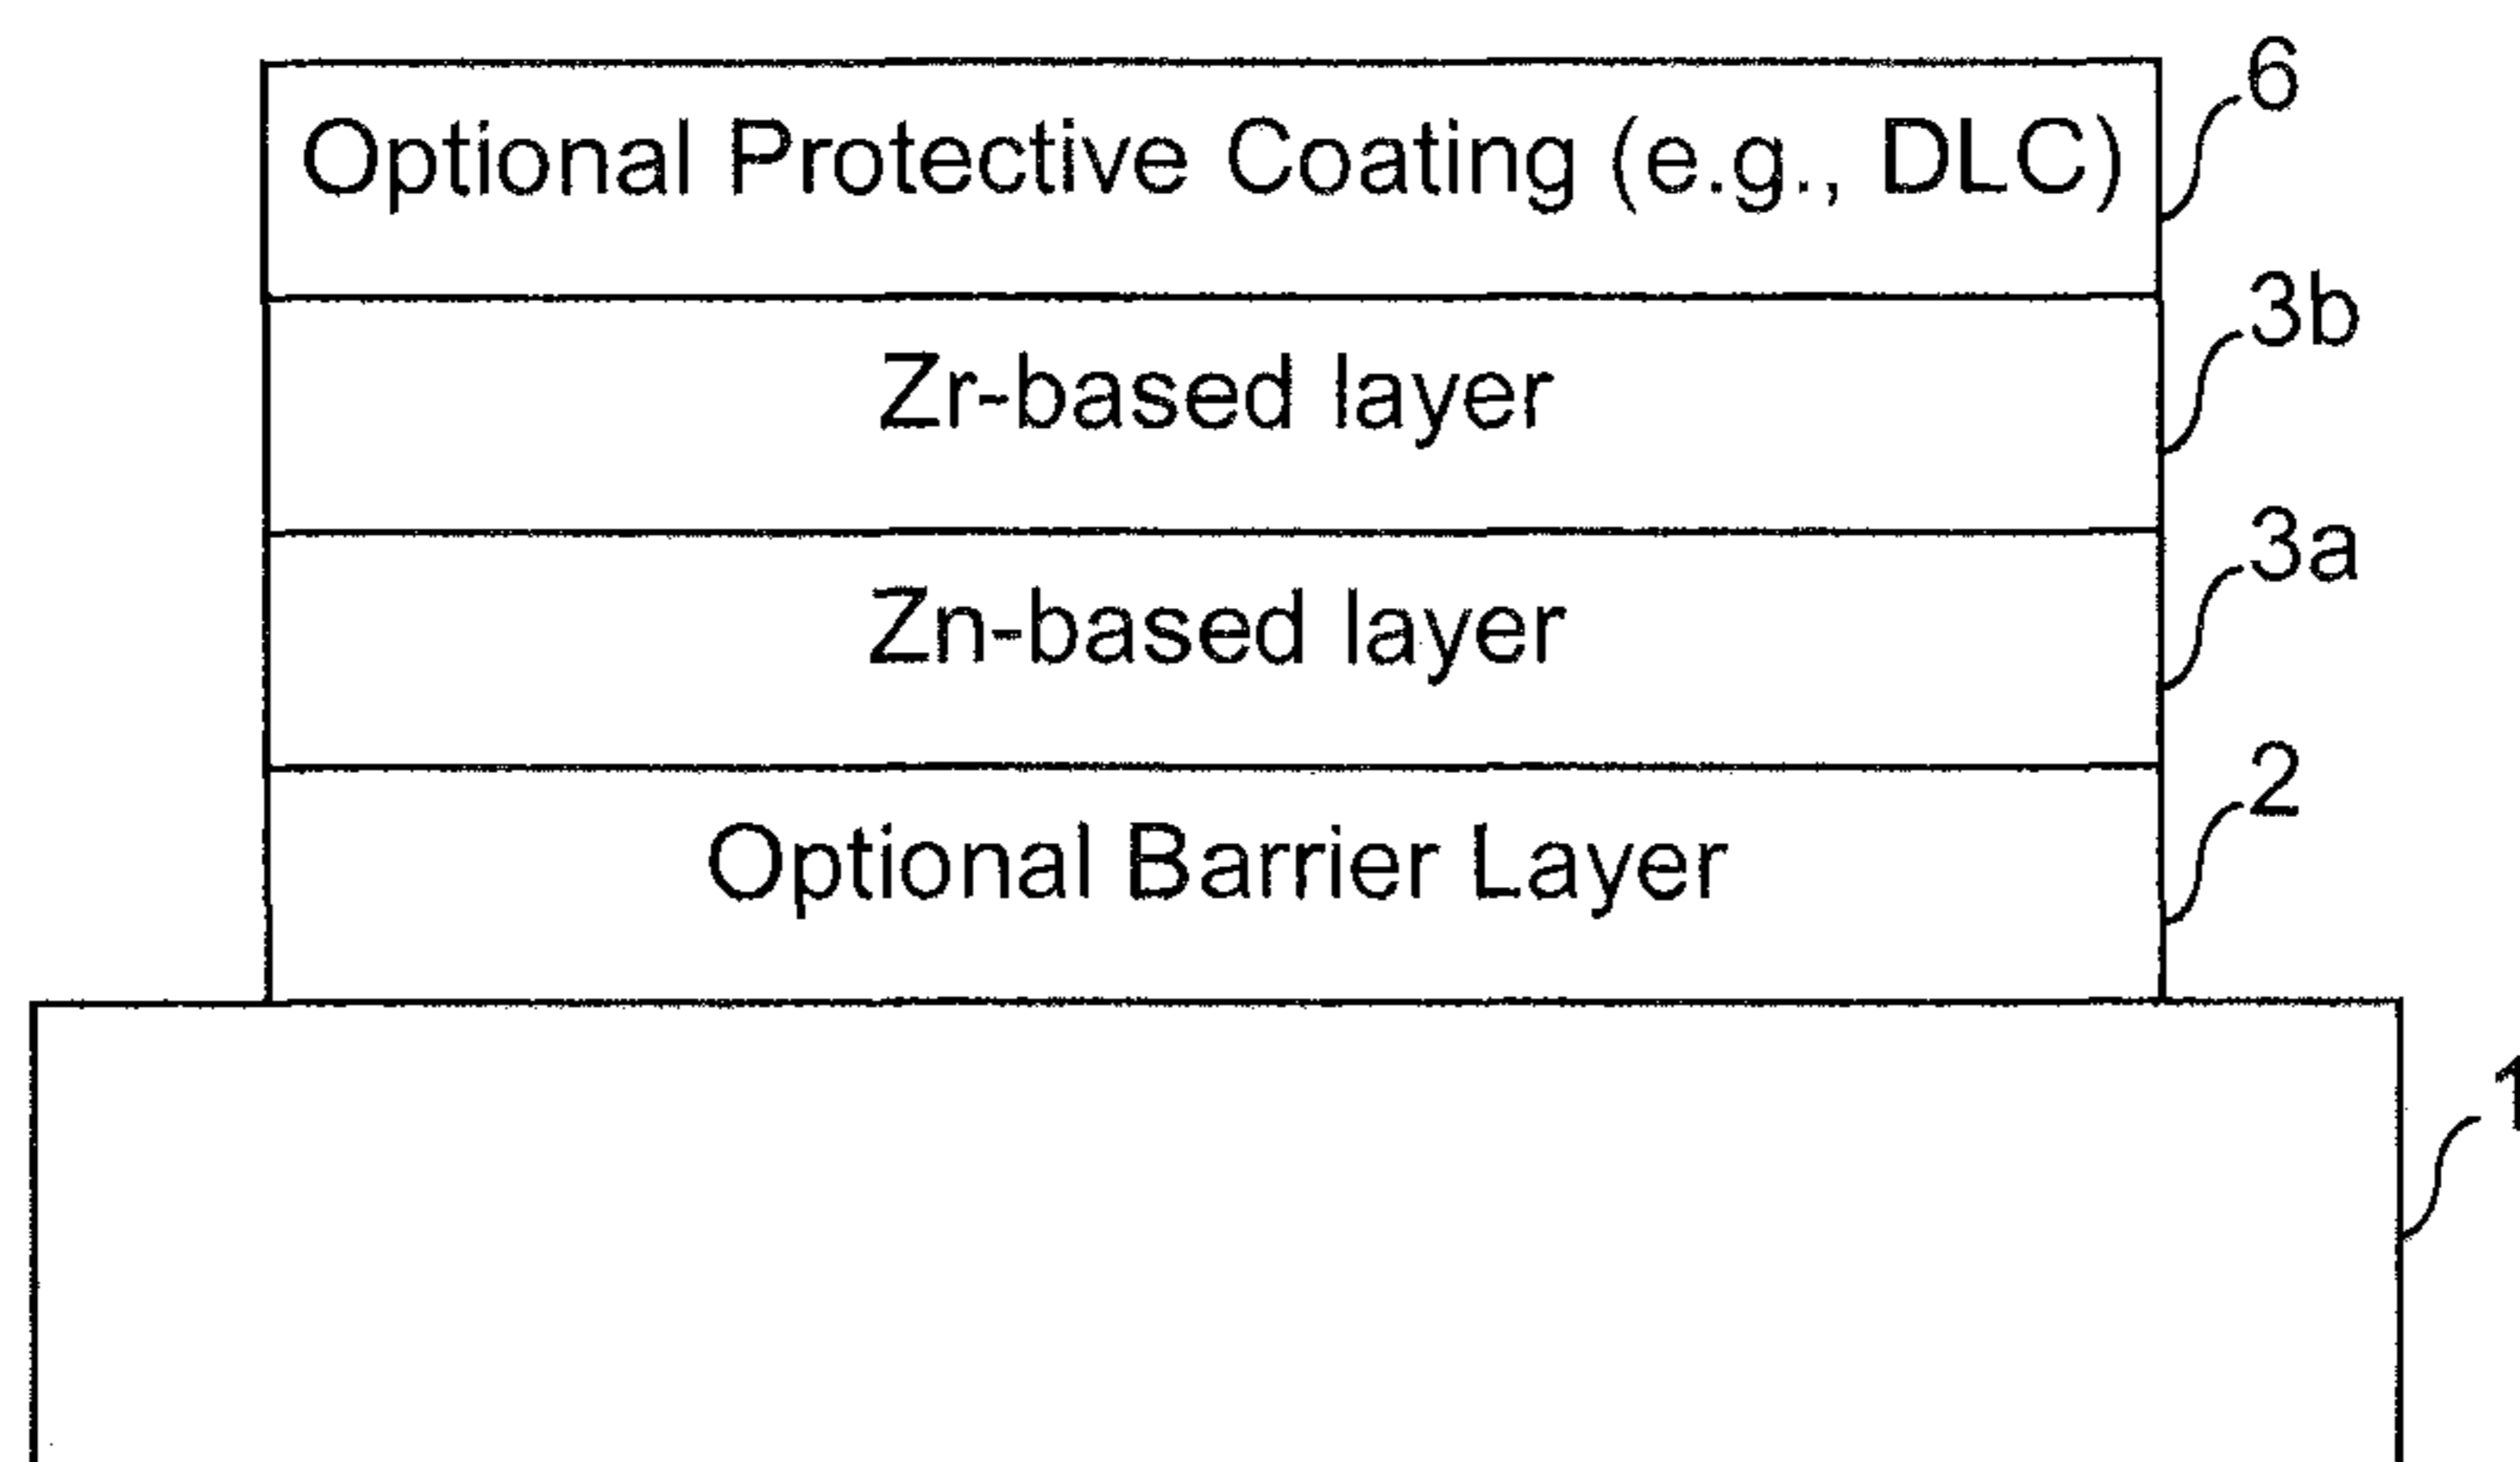 6
Optional Protective Coating (e.g., DLC)
3b
Zr-based layer
3a
Zn-based layer
2
Optional Barrier Layer
1